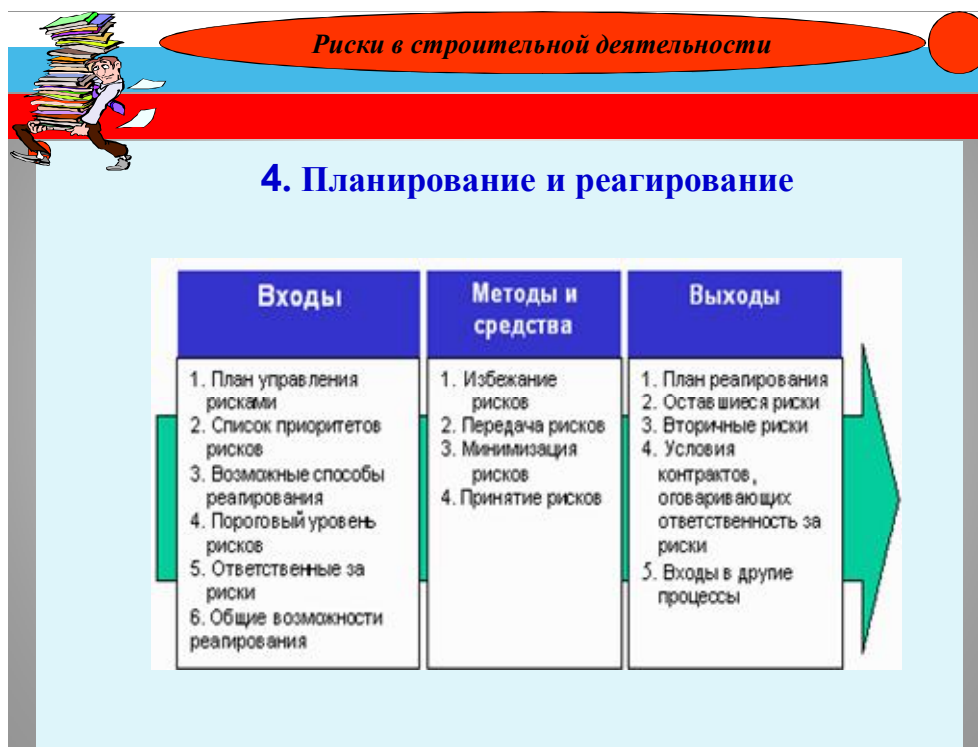 Риски в строительной деятельности
4. Планирование и реагирование
Входы
1. План управления
рисками
2. Список приоритетов
рисков
3. Возможные способы
реагирования
4. Пороговый уровень
рисков
5. Ответственные за
риски
6. Общие возможности
реагирования
Методы и
средства
1. Избежание
рисков
2. Передача рисков
3. Минимизация
рисков
4. Принятие рисков
Выходы
1. План реагирования
2. Оставшиеся риски
3. Вторичные риски
4. Условия
контрактов,
оговаривающих
ответственность за
риски
5. Входы в другие
процессы